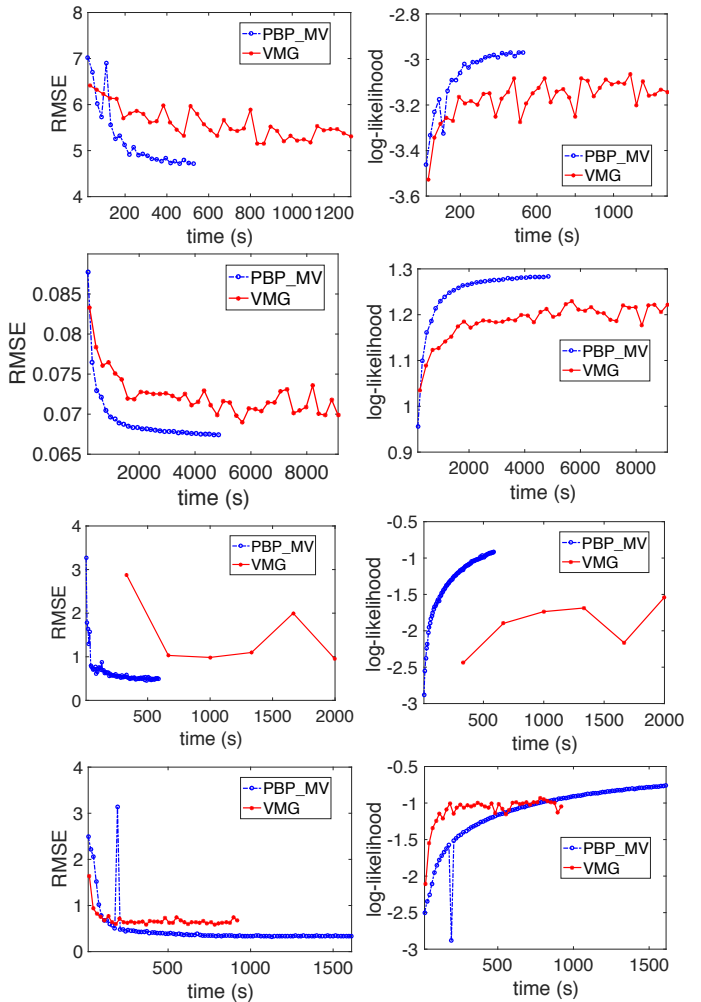 8
7
6
5
4
RMSE
200 400 600 800 1000 1200
time (s)
PBP_MV
VMG
-2.8
-3
-3.2
-3.4
-3.6
log-likelihood
200 600 1000
time (s)
PBP_MV
VMG
0.085
0.08
0.075
0.07
0.065
RMSE
2000 4000 6000 8000
time (s)
PBP_MV
VMG
1.3
1.2
1.1
1
0.9
log-likelihood
2000 4000 6000 8000
time (s)
PBP_MV
VMG
4
3
2
1
0
RMSE
500 1000 1500 2000
time (s)
PBP_MV
VMG
-0.5
-1
-1.5
-2
-2.5
-3
log-likelihood
500 1000 1500 2000
time (s)
PBP_MV
VMG
4
3
2
1
0
RMSE
500 1000 1500
time (s)
PBP_MV
VMG
-0.5
-1
-1.5
-2
-2.5
-3
log-likelihood
500 1000 1500
time (s)
PBP_MV
VMG